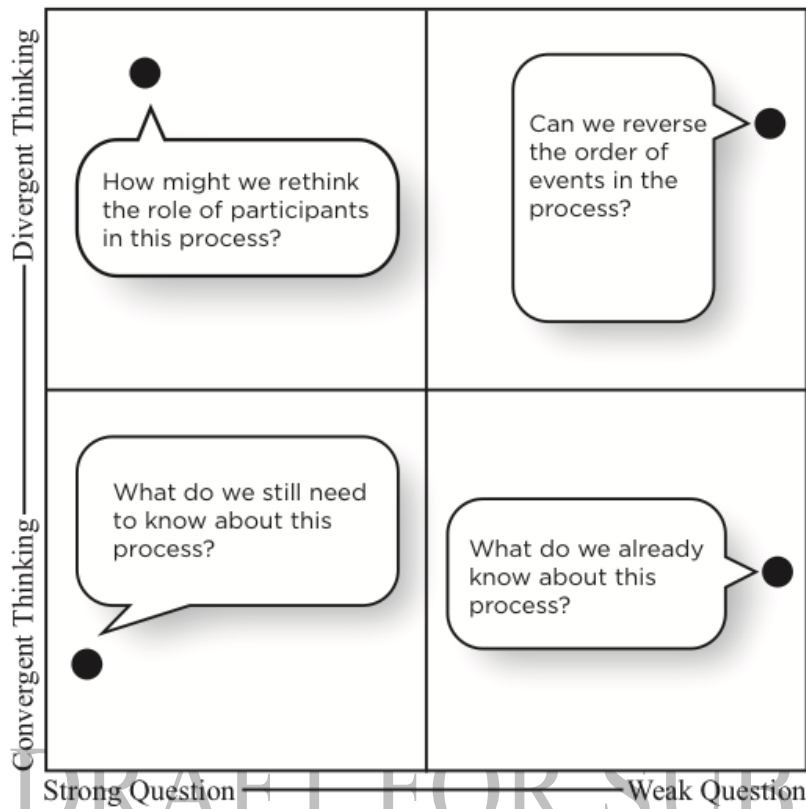 Divergent Thinking
How might we rethink
the role of participants
in this process?
Can we reverse
the order of
events in the
process?
What do we still need
to know about this
process?
What do we already
know about this
process?
Convergent Thinking
DRAFT FOR
Strong Question
Weak Question